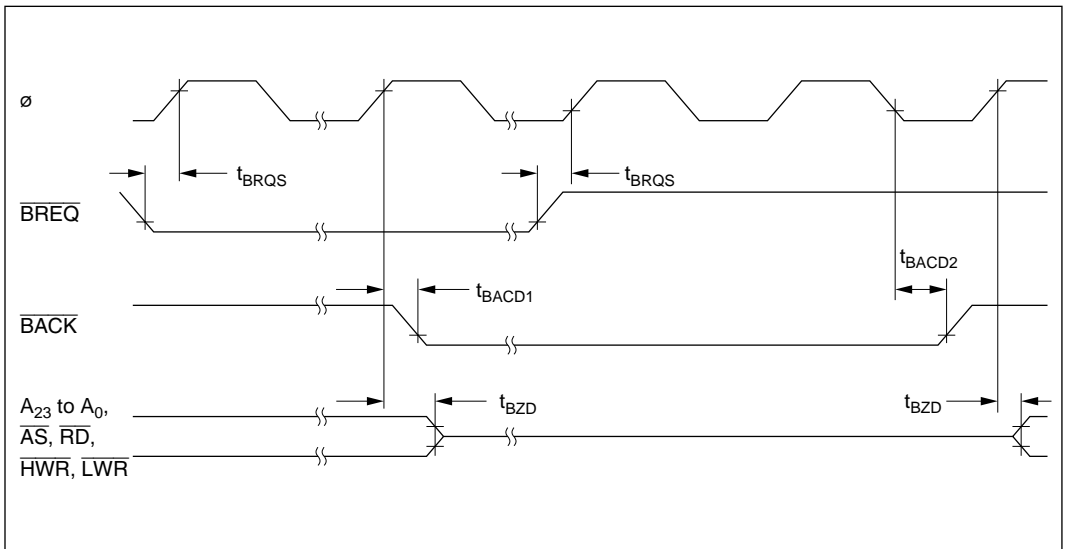 ø
tBRQS tBRQS
BREQ
tBACD2
tBACD1
BACK
A23 to A0,
tBZD tBZD
AS, RD,
HWR, LWR